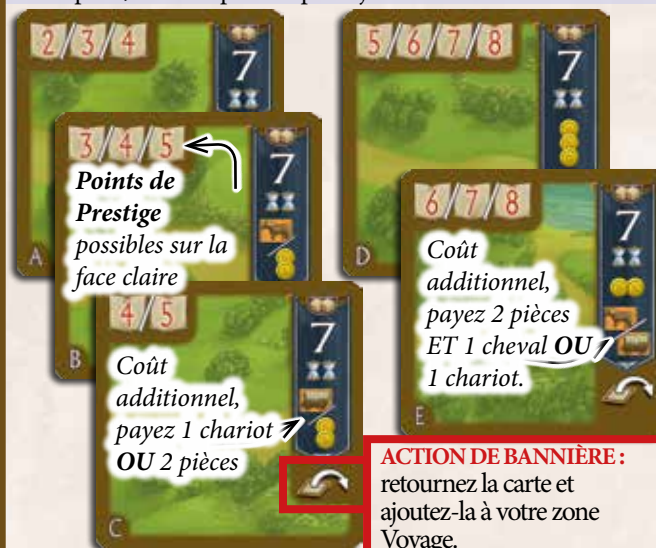 2/3/4
7
A
3/4/5
7
Points de
Prestige
possibles sur la
face claire
B
4/5
7
Coût
additionnel,
payez 1 chariot
OU 2 pièces
C
5/6/7/8
7
D
6/7/8
7
Coût
additionnel,
payez 2 pièces
ET 1 cheval OU
1 chariot.
E
ACTION DE BANNIÈRE :
retournez la carte et
ajoutez-la à votre zone
Voyage.